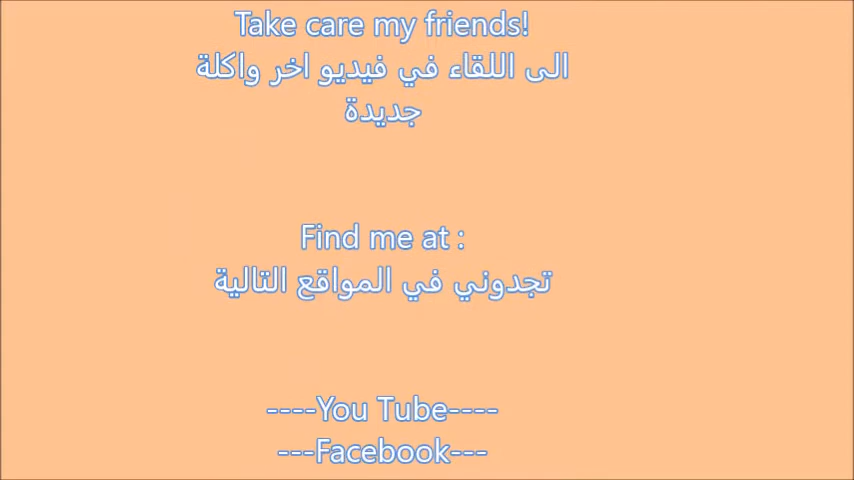 Take care my friends!
الى اللقاء في فيديو اخر واكلة
جديدة
Find me at :
تجدوني في المواقع التالية
----You Tube----
---Facebook---